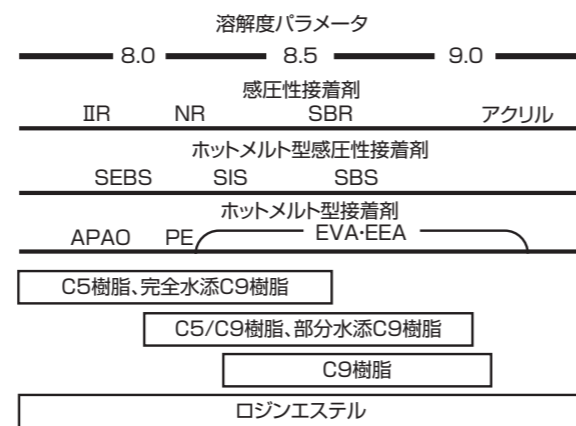 溶解度パラメータ
8.0 8.5 9.0
感圧性接着剤
IIR NR SBR アクリル
ホットメルト型感圧性接着剤
SEBS SIS SBS
ホットメルト型接着剤
APAO PE EVA・EEA
C5樹脂、完全水添C9樹脂
C5/C9樹脂、部分水添C9樹脂
C9樹脂
ロジンエステル